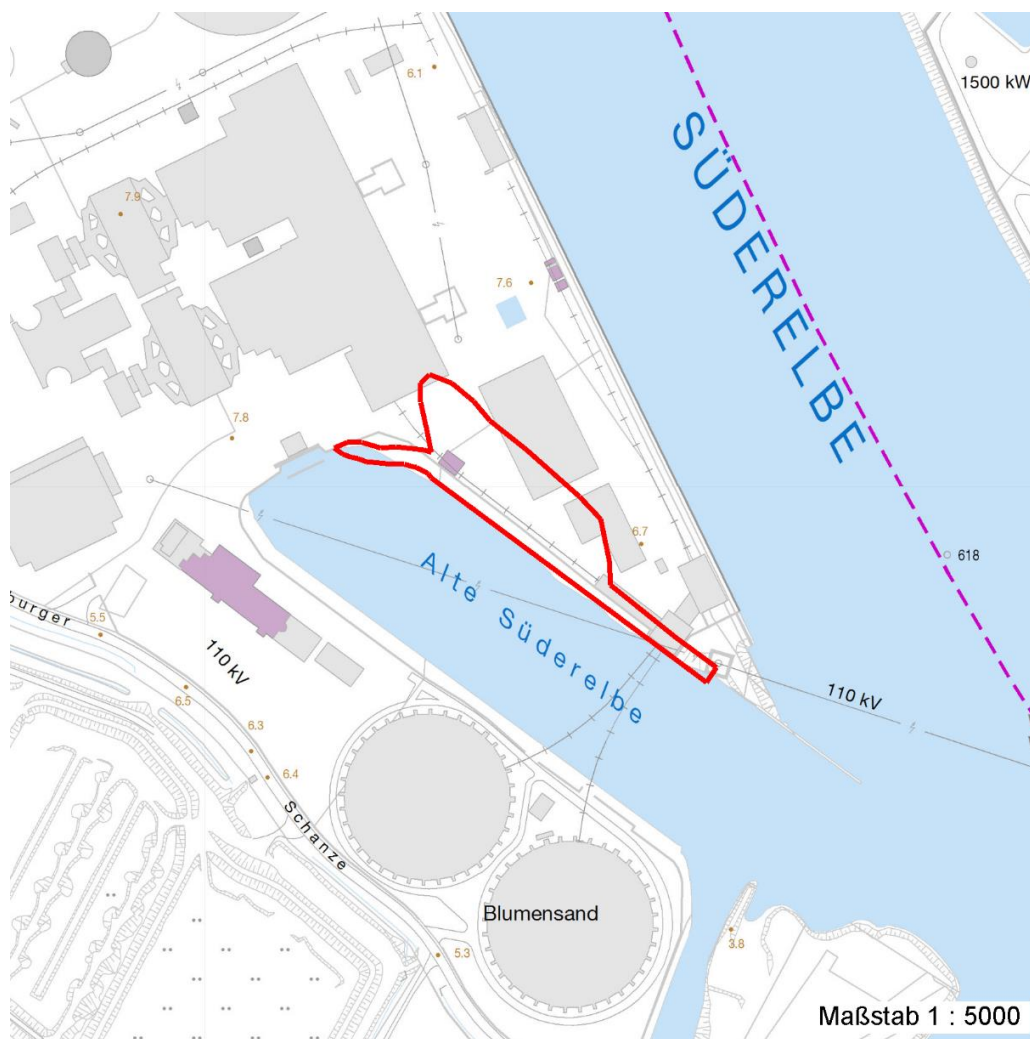 6.1
1500 kW
SÜDERELBE
7.9
7.6
7.8
6.7
618
Alte Süderelbe
burger
5.5
110 kV
6.5
110 kV
6.3
6.4
Schanze
Blumensand
3.8
5.3
Maßstab 1 : 5000